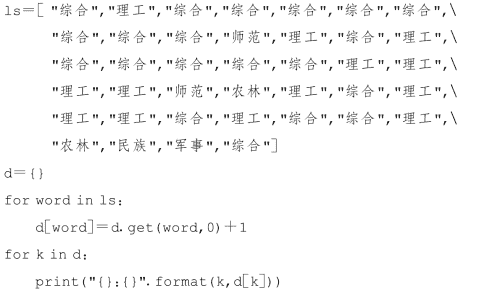 ls=[ "综合","理工","综合","综合","综合","综合","综合",\
"综合","综合","综合","师范","理工","综合","理工",\
"综合","综合","综合","综合","综合","理工","理工",\
"理工","理工","师范","农林","理工","综合","理工",\
"理工","理工","综合","理工","综合","综合","理工",\
"农林","民族","军事","综合"]
d={}
for word in ls:
d[word]=d.get(word,0)+1
for k in d:
print("{}:{}".format(k,d[k]))